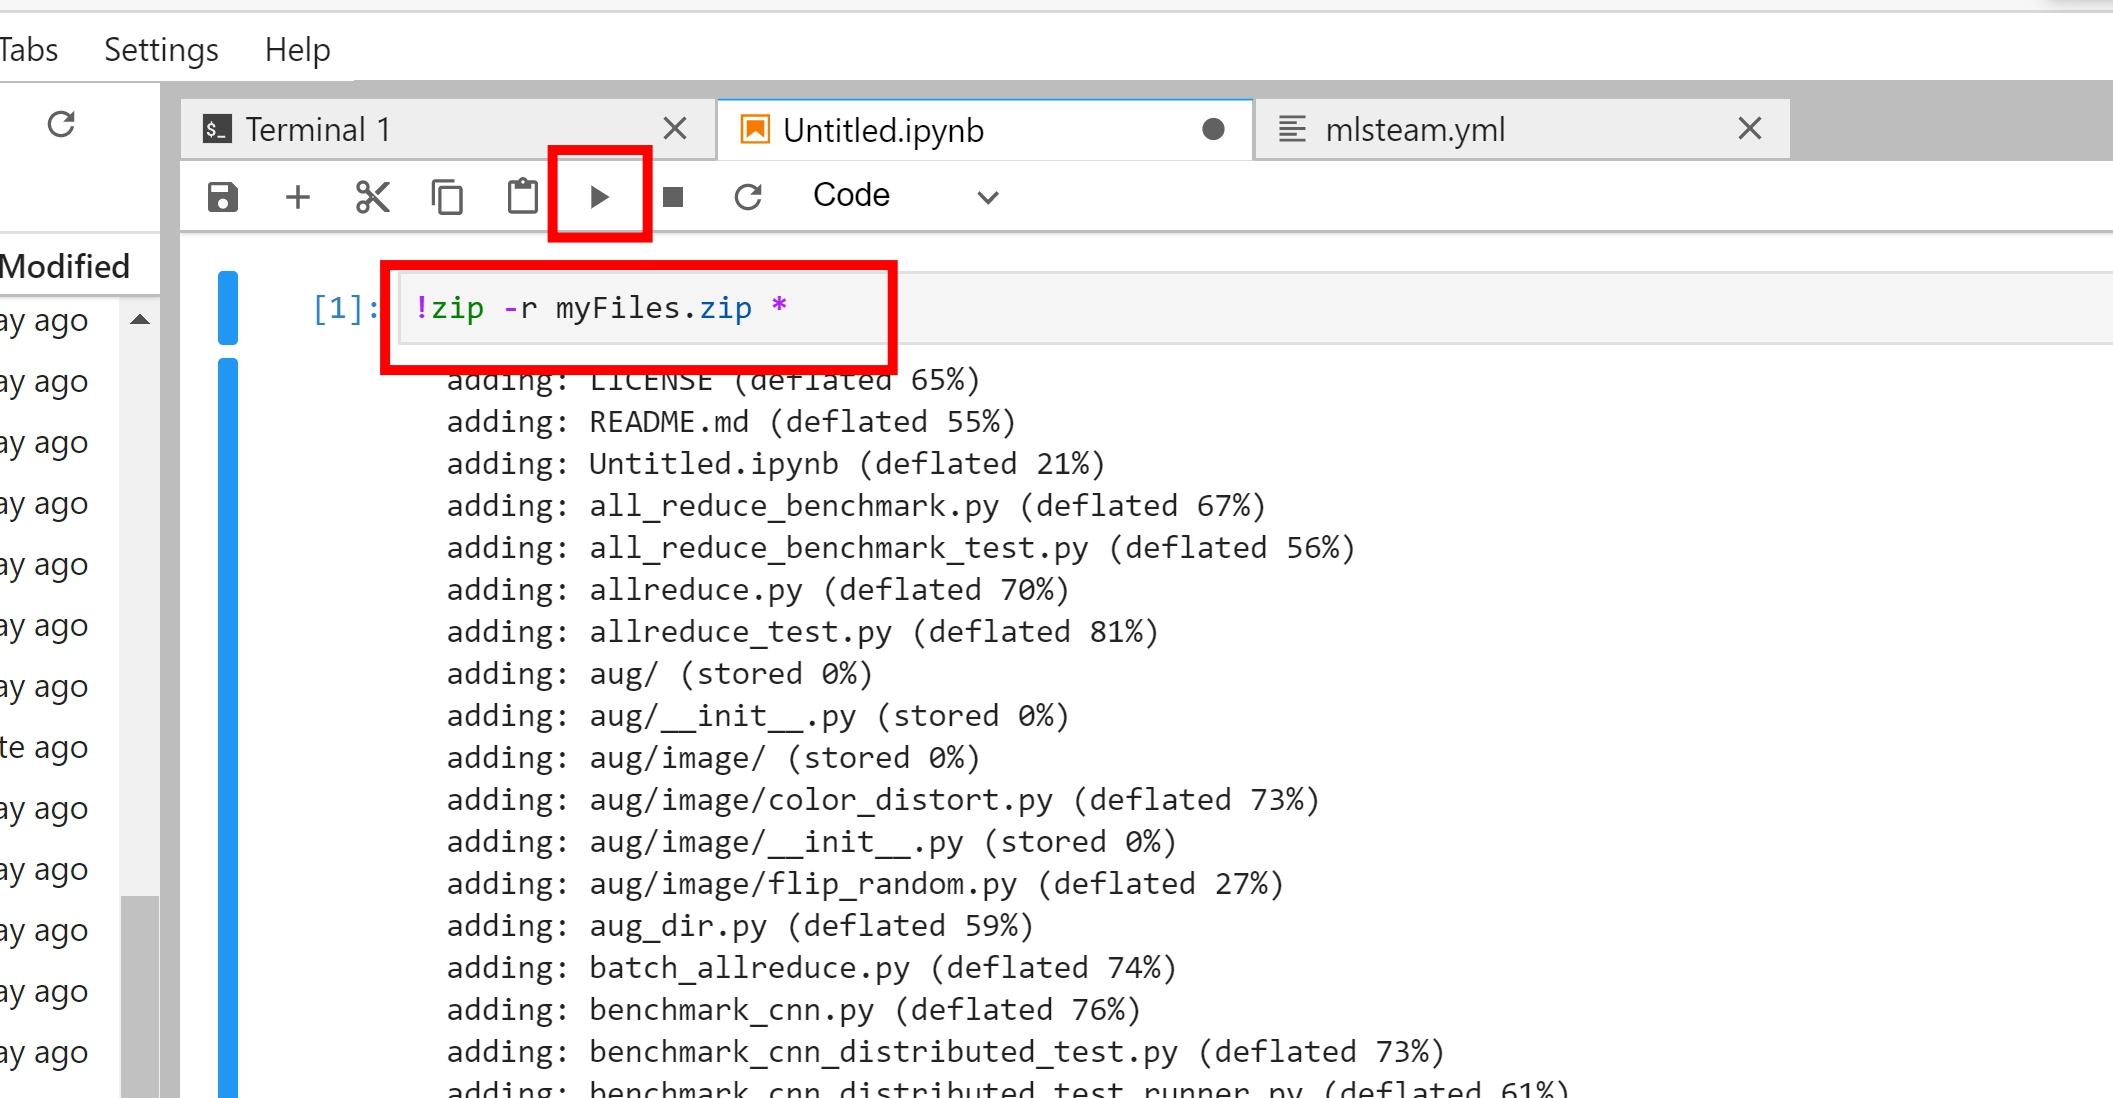 Tabs Settings Help
$_ Terminal 1 Untitled.ipynb mlsteam.yml
Code
Modified
[1]: !zip -r myFiles.zip *
ay ago
ay ago
ay ago
ay ago
ay ago
ay ago
ay ago
te ago
ay ago
ay ago
ay ago
ay ago
ay ago
adding: LICENSE (deflated 65%)
adding: README.md (deflated 55%)
adding: Untitled.ipynb (deflated 21%)
adding: all_reduce_benchmark.py (deflated 67%)
adding: all_reduce_benchmark_test.py (deflated 56%)
adding: allreduce.py (deflated 70%)
adding: allreduce_test.py (deflated 81%)
adding: aug/ (stored 0%)
adding: aug/__init__.py (stored 0%)
adding: aug/image/ (stored 0%)
adding: aug/image/color_distort.py (deflated 73%)
adding: aug/image/__init__.py (stored 0%)
adding: aug/image/flip_random.py (deflated 27%)
adding: aug_dir.py (deflated 59%)
adding: batch_allreduce.py (deflated 74%)
adding: benchmark_cnn.py (deflated 76%)
adding: benchmark_cnn_distributed_test.py (deflated 73%)
adding: benchmark_cnn_distributed_test_runner.py (deflated 61%)